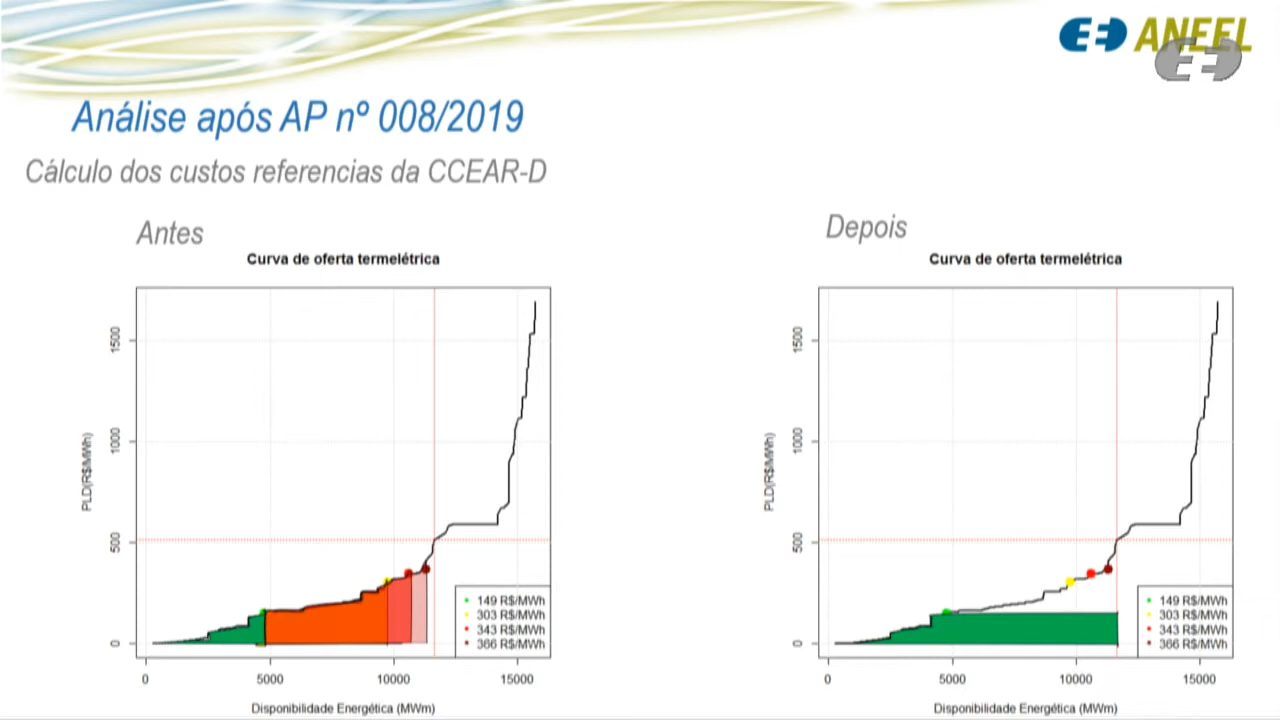 ANEEL
Análise após AP nº 008/2019
Cálculo dos custos referencias da CCEAR-D
Antes
Curva de oferta termelétrica
PLD(R$/MWh)
1500
1000
500
0
149 R$/MWh
303 R$/MWh
343 R$/MWh
366 R$/MWh
0 5000 10000 15000
Disponibilidade Energética (MWm)
Depois
Curva de oferta termelétrica
PLD(R$/MWh)
1500
1000
500
0
149 R$/MWh
303 R$/MWh
343 R$/MWh
366 R$/MWh
0 5000 10000 15000
Disponibilidade Energética (MWm)